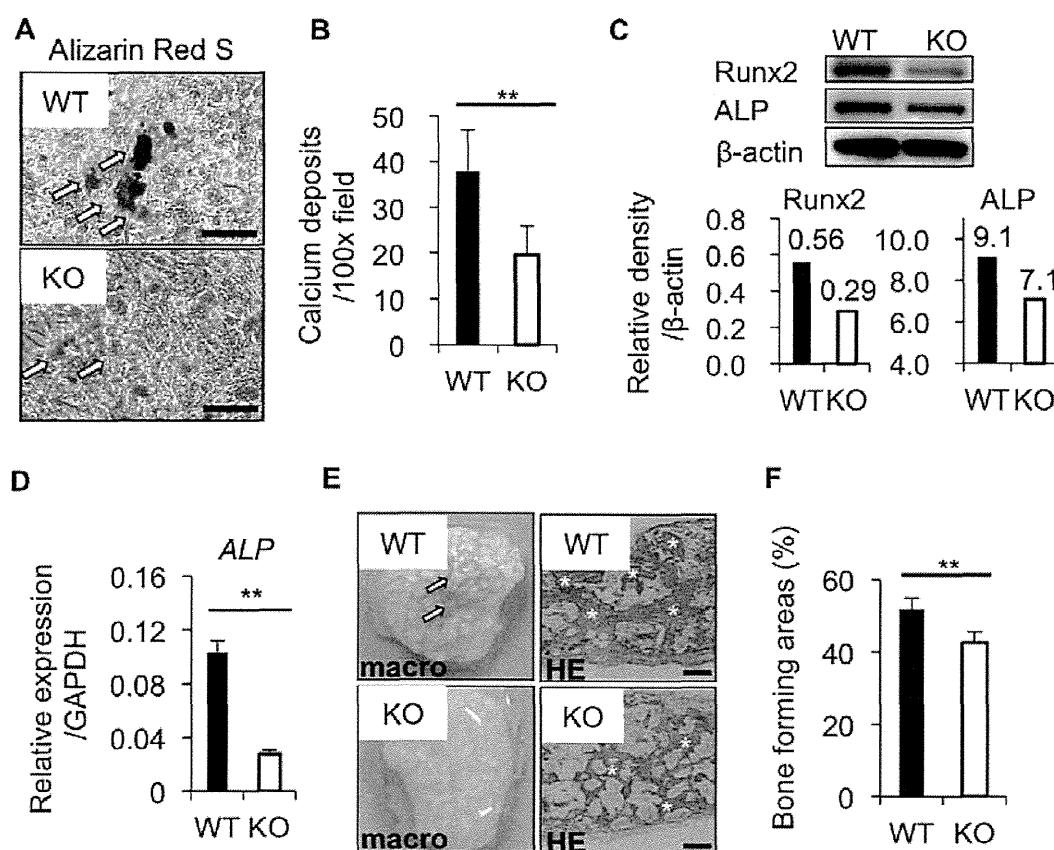 A
Alizarin Red S
WT
KO
B
**
Calcium deposits
/100x field
50
40
30
20
10
0
WT KO
C
WT KO
Runx2
ALP
β-actin
Relative density
/β-actin
Runx2
0.8
0.6
0.4
0.2
0.0
0.56
0.29
WT KO
ALP
10.0
8.0
6.0
4.0
9.1
7.1
WT KO
D
ALP
**
Relative expression
/GAPDH
0.16
0.12
0.08
0.04
0
WT KO
E
WT
macro
WT
* * * * *
HE
KO
macro
KO
* * *
HE
F
**
Bone forming areas (%)
60
40
20
0
WT KO